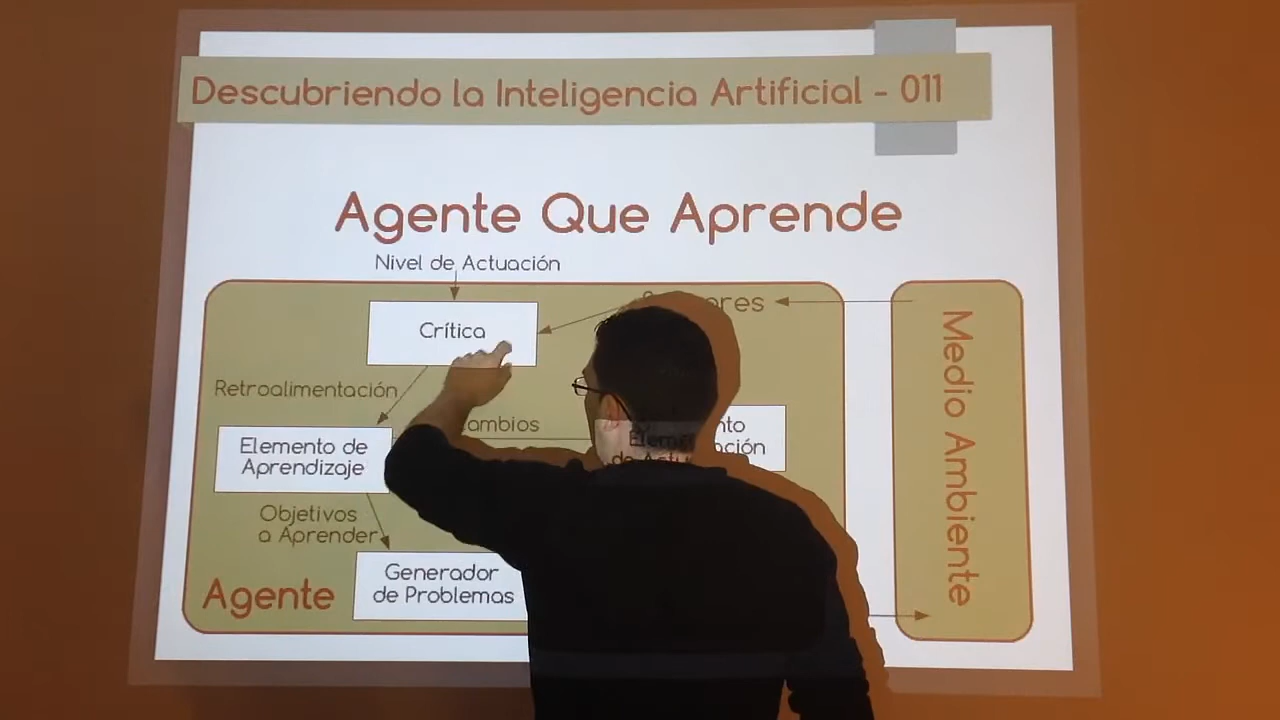 Descubriendo la Inteligencia Artificial - 011
Agente Que Aprende
Nivel de Actuación
Crítica
Retroalimentación
Elemento de
Aprendizaje
Objetivos
a Aprender
Generador
de Problemas
Agente
Medio Ambiente